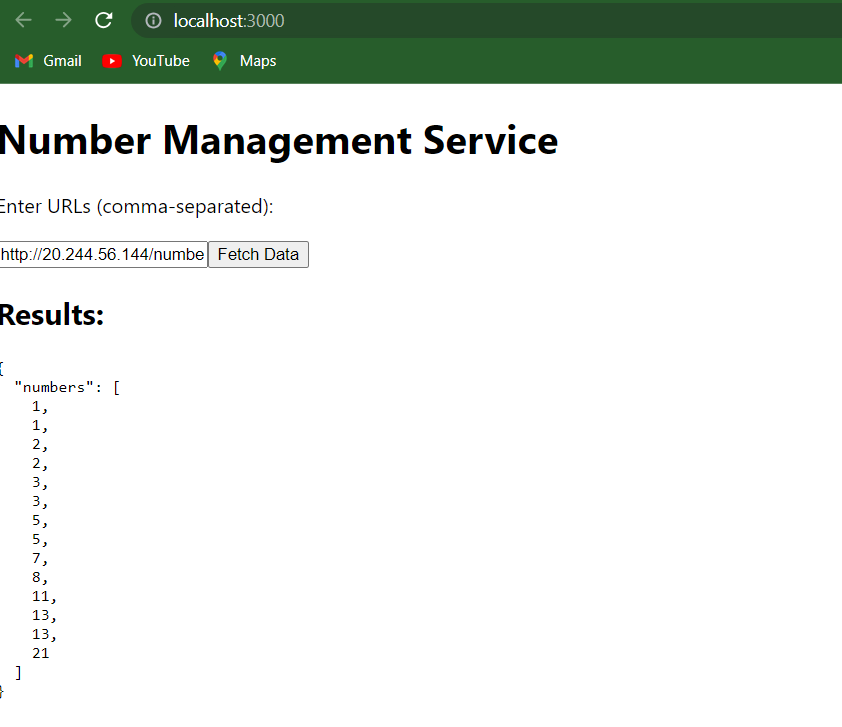 localhost:3000
Gmail YouTube Maps
Number Management Service
Enter URLs (comma-separated):
http://20.244.56.144/numbe Fetch Data
Results:
{
"numbers": [
1,
1,
2,
2,
3,
3,
5,
5,
7,
8,
11,
13,
13,
21
]
}